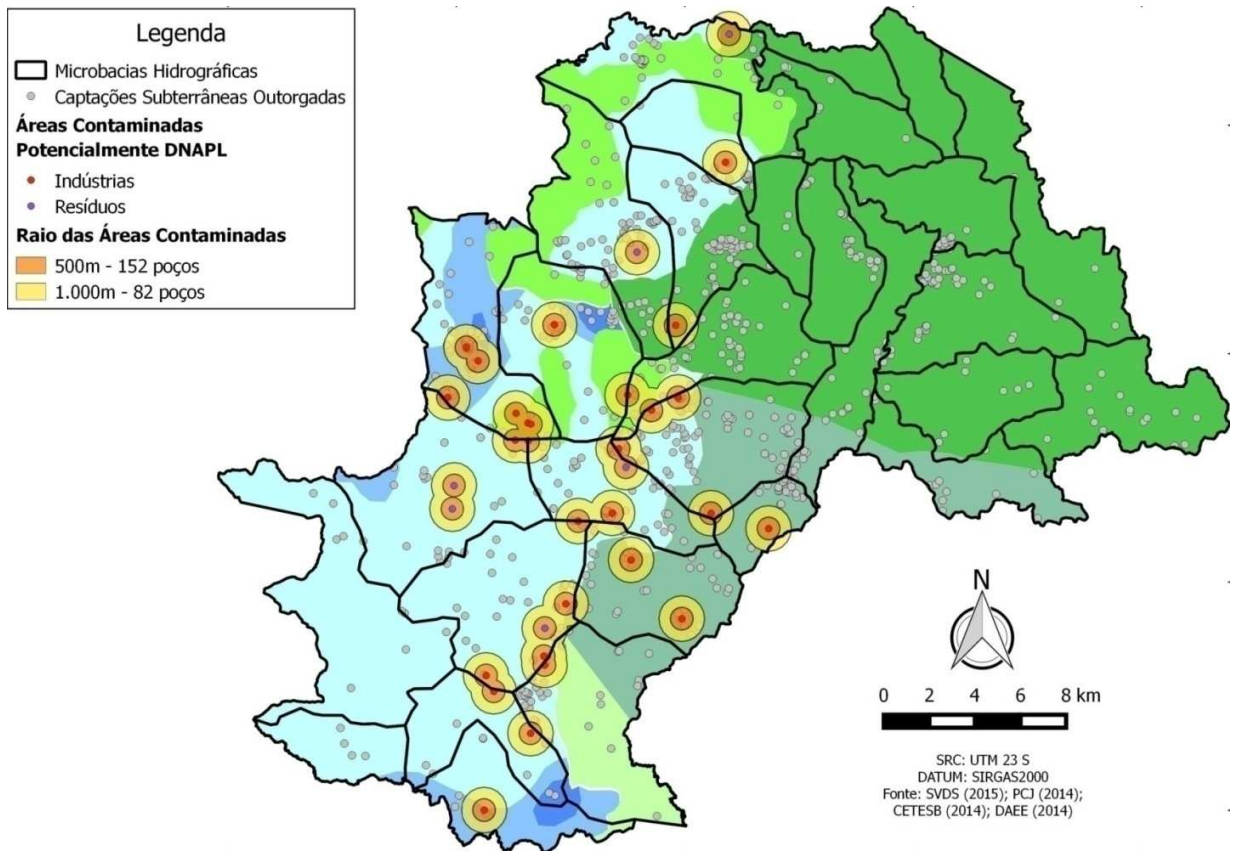 Legenda
Microbacias Hidrográficas
Captações Subterrâneas Outorgadas
Áreas Contaminadas
Potencialmente DNAPL
Indústrias
Resíduos
Raio das Áreas Contaminadas
500m - 152 poços
1.000m - 82 poços
N
0 2 4 6 8 km
SRC: UTM 23 S
DATUM: SIRGAS2000
Fonte: SVDS (2015); PCJ (2014);
CETESB (2014); DAEE (2014)